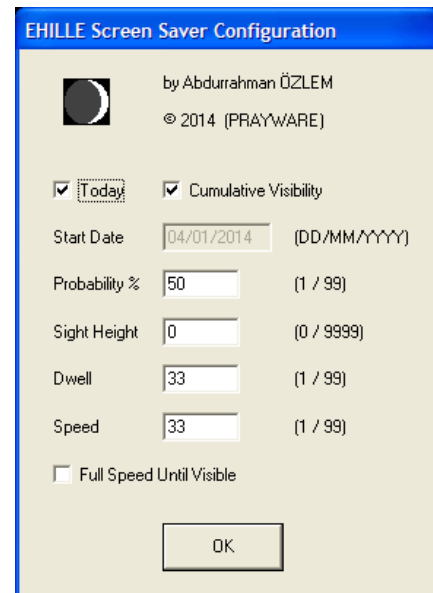 EHILLE Screen Saver Configuration
by Abdurrahman ÖZLEM
© 2014 (PRAYWARE)
Today Cumulative Visibility
Start Date 04/01/2014 (DD/MM/YYYY)
Probability % 50 (1 / 99)
Sight Height 0 (0 / 9999)
Dwell 33 (1 / 99)
Speed 33 (1 / 99)
Full Speed Until Visible
OK